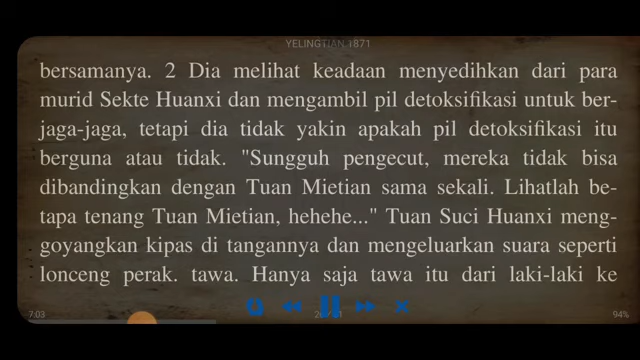 YELINGTIAN.1871
bersamanya. 2 Dia melihat keadaan menyedihkan dari para
murid Sekte Huanxi dan mengambil pil detoksifikasi untuk ber-
jaga-jaga, tetapi dia tidak yakin apakah pil detoksifikasi itu
berguna atau tidak. "Sungguh pengecut, mereka tidak bisa
dibandingkan dengan Tuan Mietian sama sekali. Lihatlah be-
tapa tenang Tuan Mietian, hehehe..." Tuan Suci Huanxi meng-
goyangkan kipas di tangannya dan mengeluarkan suara seperti
lonceng perak. tawa. Hanya saja tawa itu dari laki-laki ke
7:03
94%